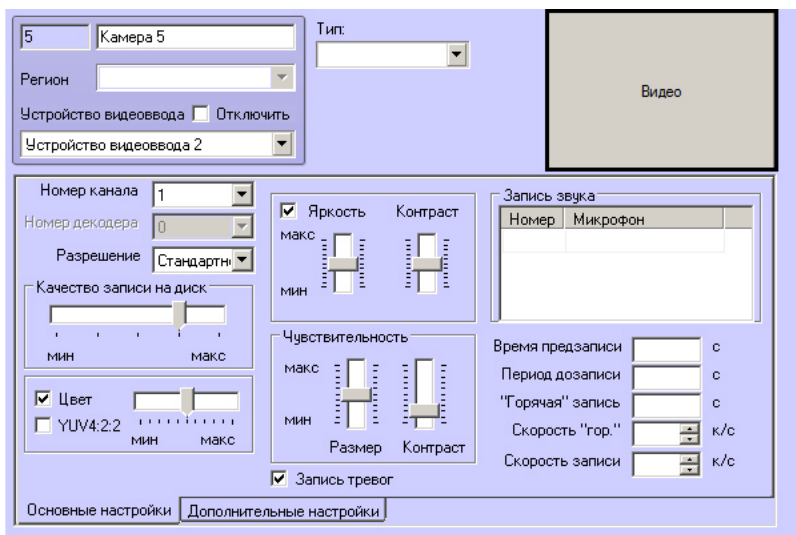 5
Камера 5
Тип:
Регион
Устройство видеоввода
Отключить
Устройство видеоввода 2
Видео
Номер канала
1
Номер декодера
0
Разрешение
Стандартн
Качество записи на диск
мин
макс
Цвет
YUV4:2:2
мин
макс
Яркость
Контраст
макс
мин
Чувствительность
макс
мин
Размер
Контраст
Запись тревог
Запись звука
Номер
Микрофон
Время предзаписи
с
Период дозаписи
с
"Горячая" запись
с
Скорость "гор."
к/с
Скорость записи
к/с
Основные настройки
Дополнительные настройки